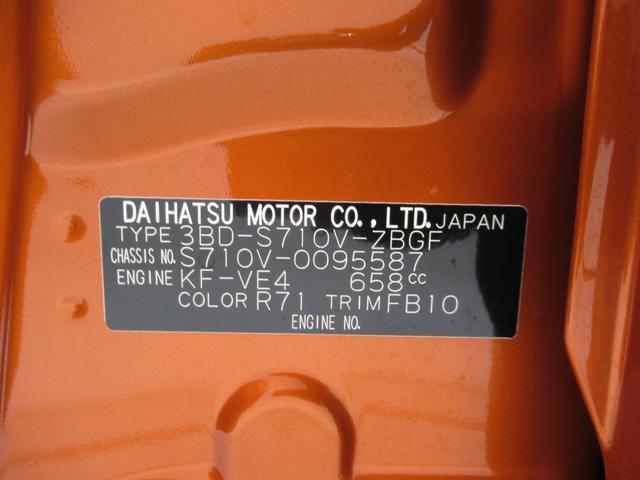 DAIHATSU MOTOR CO., LTD. JAPAN
TYPE 3BD-S710V-ZBGF
CHASSIS NO. S710V-0095587
ENGINE KF-VE4 658cc
COLOR R71 TRIM FB10
ENGINE NO.